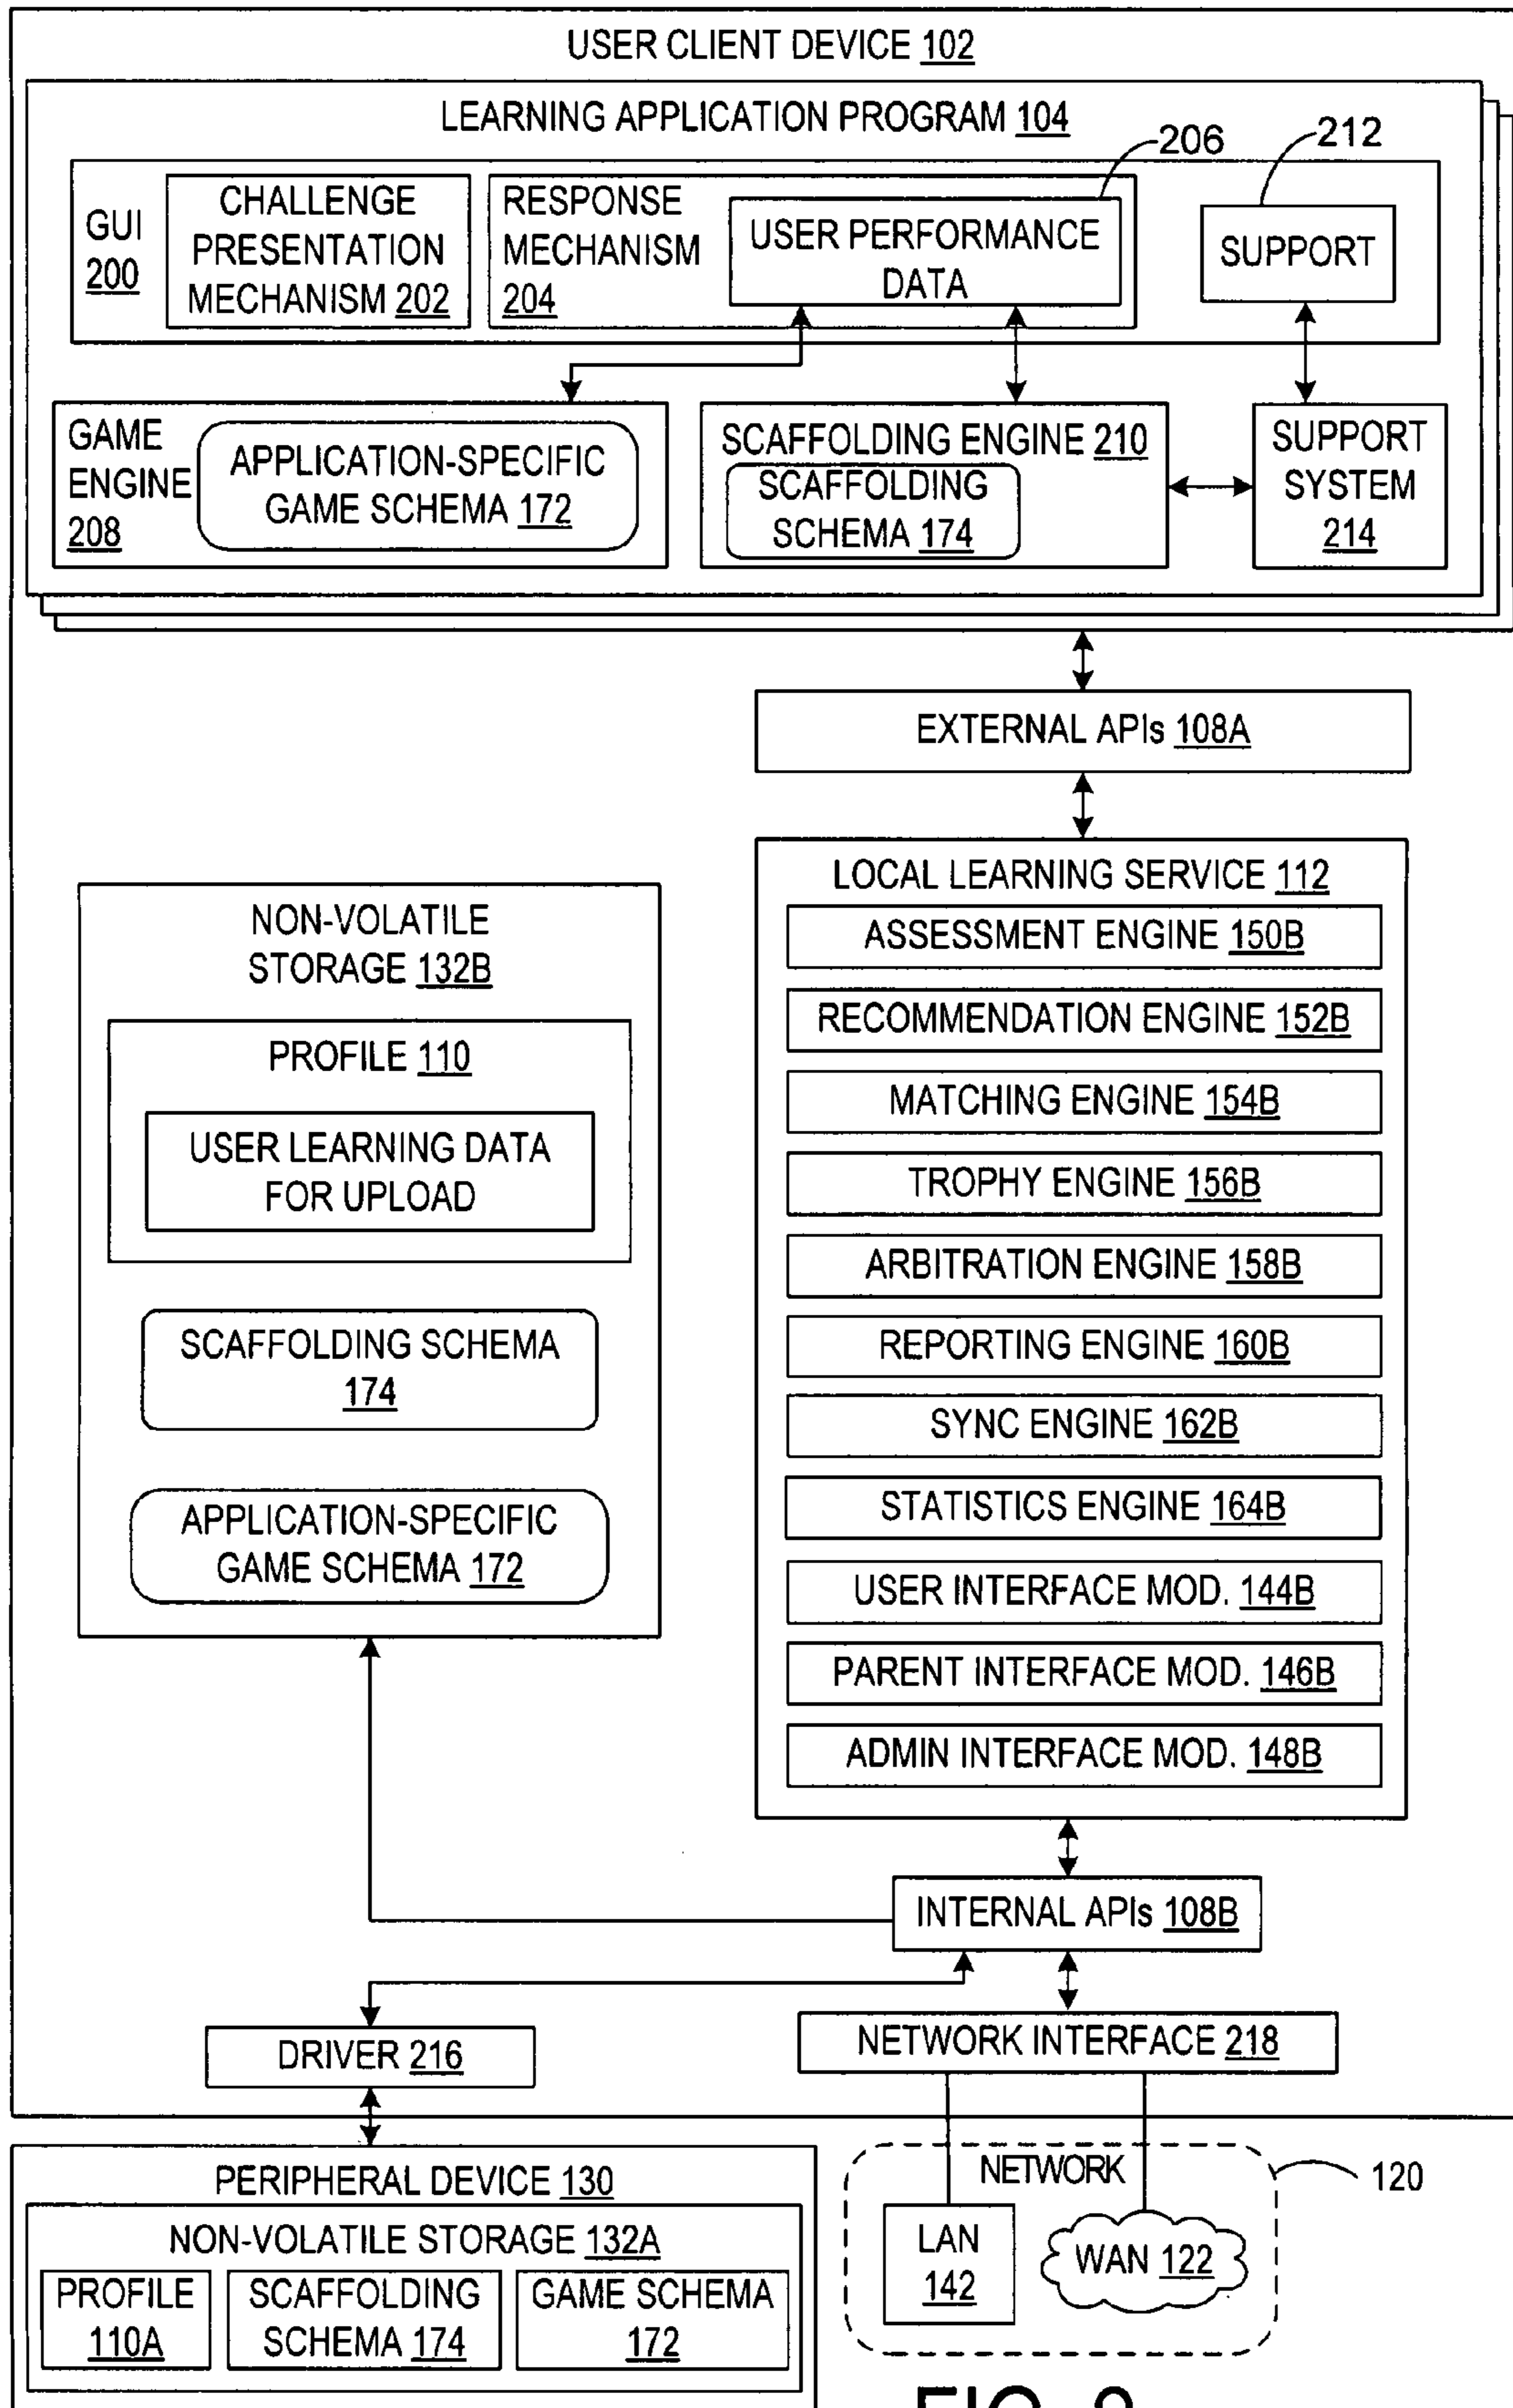 USER CLIENT DEVICE 102
LEARNING APPLICATION PROGRAM 104
206
212
GUI
200
CHALLENGE
PRESENTATION
MECHANISM 202
RESPONSE
MECHANISM
204
USER PERFORMANCE
DATA
SUPPORT
GAME
ENGINE
208
APPLICATION-SPECIFIC
GAME SCHEMA 172
SCAFFOLDING ENGINE 210
SCAFFOLDING
SCHEMA 174
SUPPORT
SYSTEM
214
EXTERNAL APIs 108A
LOCAL LEARNING SERVICE 112
ASSESSMENT ENGINE 150B
RECOMMENDATION ENGINE 152B
MATCHING ENGINE 154B
TROPHY ENGINE 156B
ARBITRATION ENGINE 158B
REPORTING ENGINE 160B
SYNC ENGINE 162B
STATISTICS ENGINE 164B
USER INTERFACE MOD. 144B
PARENT INTERFACE MOD. 146B
ADMIN INTERFACE MOD. 148B
NON-VOLATILE
STORAGE 132B
PROFILE 110
USER LEARNING DATA
FOR UPLOAD
SCAFFOLDING SCHEMA
174
APPLICATION-SPECIFIC
GAME SCHEMA 172
INTERNAL APIs 108B
DRIVER 216
NETWORK INTERFACE 218
PERIPHERAL DEVICE 130
NON-VOLATILE STORAGE 132A
PROFILE
110A
SCAFFOLDING
SCHEMA 174
GAME SCHEMA
172
NETWORK
120
LAN
142
WAN 122